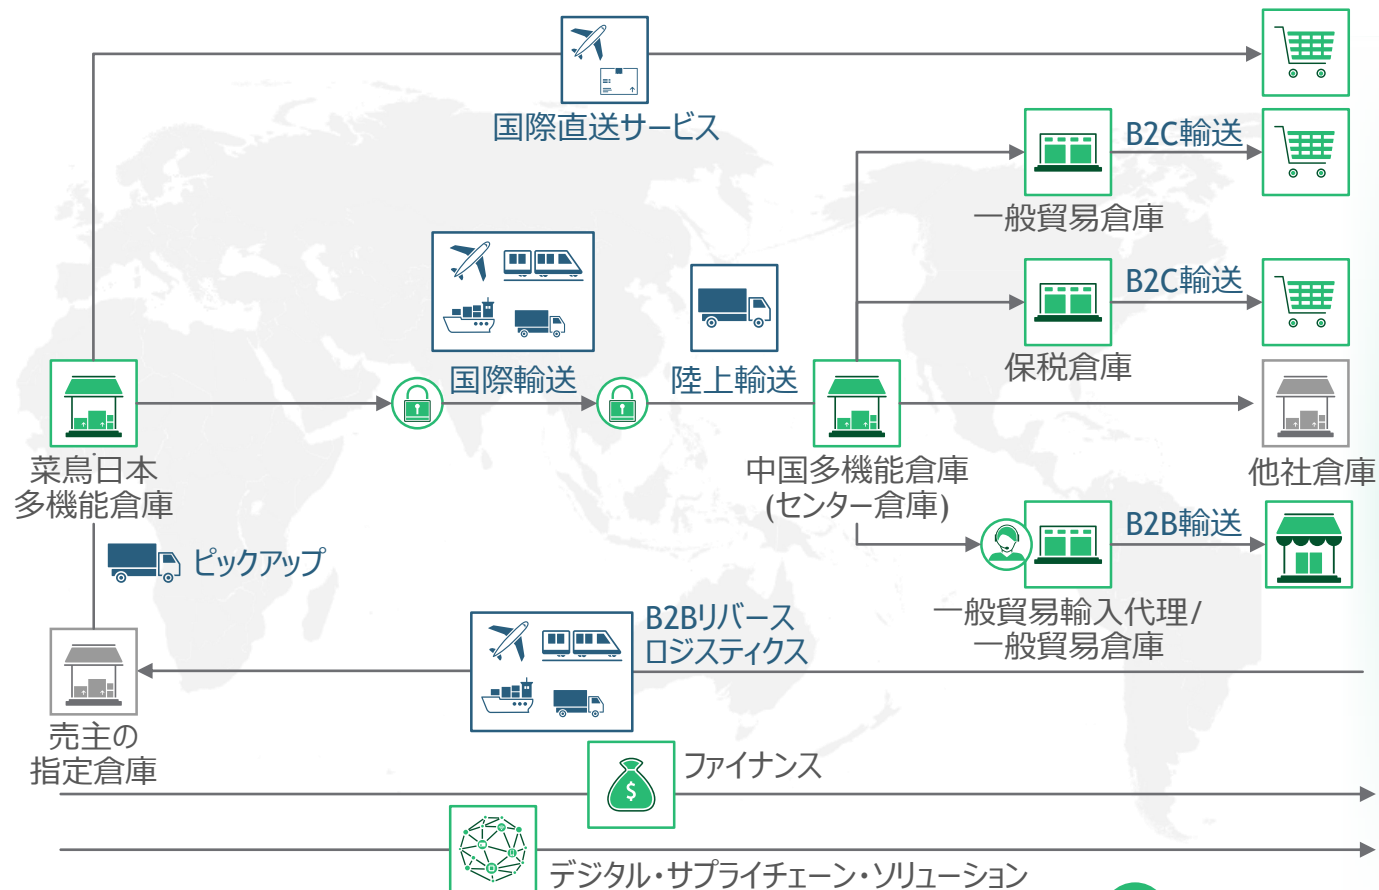 国際直送サービス
B2C輸送
一般貿易倉庫
B2C輸送
保税倉庫
国際輸送
陸上輸送
菜鳥日本
多機能倉庫
中国多機能倉庫
(センター倉庫)
他社倉庫
B2B輸送
ピックアップ
一般貿易輸入代理/
一般貿易倉庫
B2Bリバース
ロジスティクス
売主の
指定倉庫
$
ファイナンス
デジタル・サプライチェーン・ソリューション